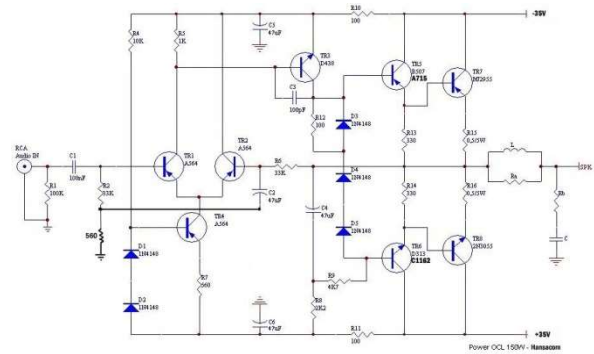 R10
100
-35V
C5
47uF
R4
10K
R5
1K
TR3
D438
TR5
B507
A715
TR7
MJ2955
C3
100pF
R12
100
D3
1N4148
RCA
Audio IN
C1
100nF
TR1
A564
TR2
A564
R6
33K
R13
330
R15
0,5/5W
L
Ra
SPK
R1
100K
R2
33K
C2
47uF
D4
1N4148
R14
330
R16
0,5/5W
Rb
C
560
TR4
A564
C4
47uF
D5
1N4148
TR6
D313
C1162
TR8
2N3055
D1
1N4148
R7
560
R9
4K7
R8
2K2
D2
1N4148
C6
47uF
R11
100
+35V
Power OCL 150W - Hansacom